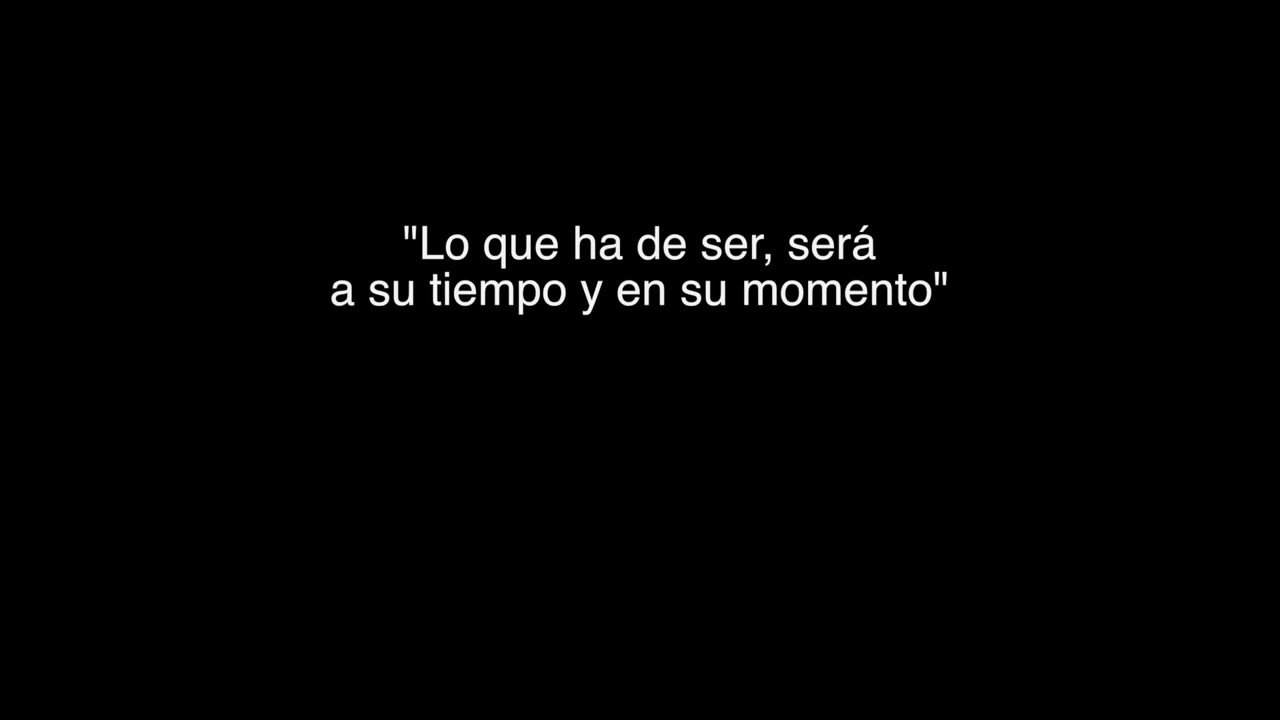 "Lo que ha de ser, será
a su tiempo y en su momento"